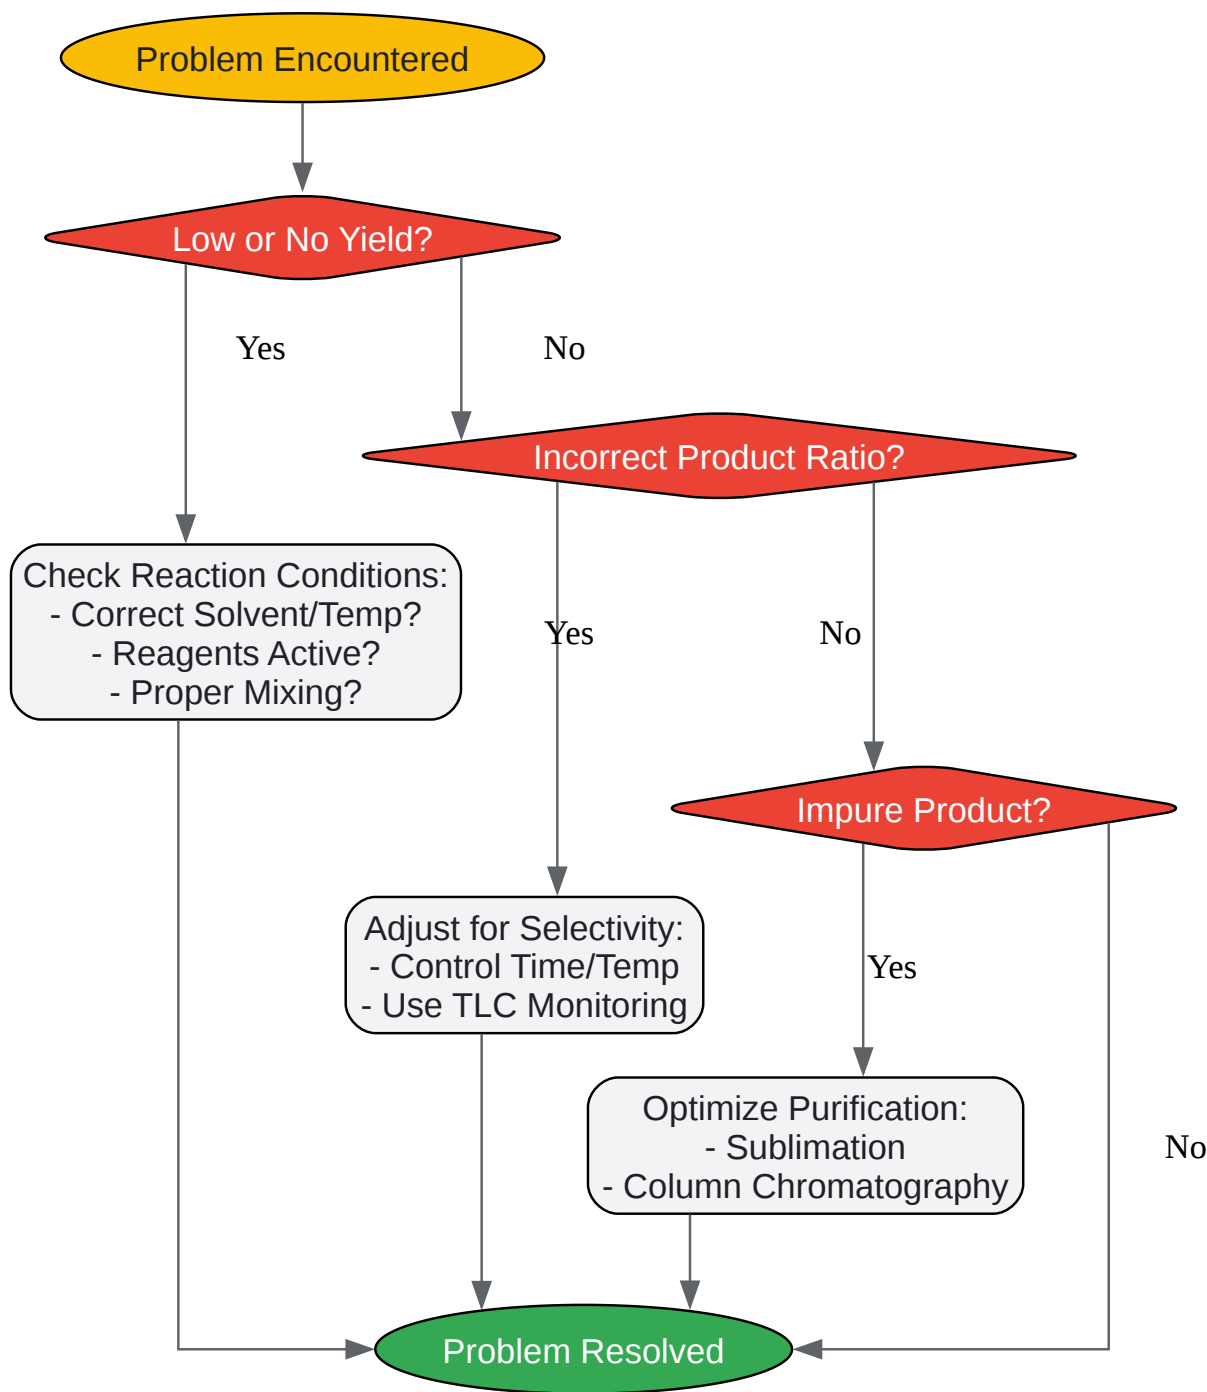 Problem Encountered
Low or No Yield?
Yes
No
Incorrect Product Ratio?
Check Reaction Conditions:
- Correct Solvent/Temp?
- Reagents Active?
- Proper Mixing?
Yes
No
Impure Product?
Adjust for Selectivity:
- Control Time/Temp
- Use TLC Monitoring
Yes
Optimize Purification:
- Sublimation
- Column Chromatography
No
Problem Resolved